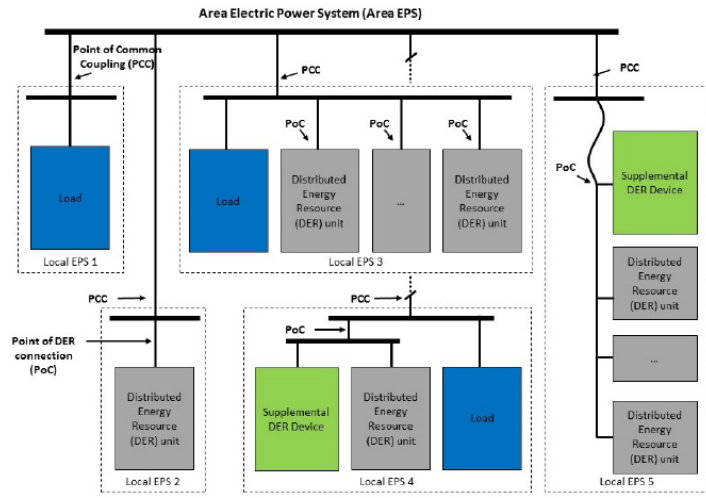 Area Electric Power System (Area EPS)
Point of Common
Coupling (PCC)
Load
Local EPS 1
PCC
Point of DER
connection
(PoC)
Distributed
Energy
Resource
(DER) unit
Local EPS 2
PCC
PoC
PoC
PoC
Load
Distributed
Energy
Resource
(DER) unit
...
Distributed
Energy
Resource
(DER) unit
Local EPS 3
PCC
PoC
Supplemental
DER Device
Distributed
Energy
Resource
(DER) unit
Load
Local EPS 4
PCC
PoC
Supplemental
DER Device
Distributed
Energy
Resource
(DER) unit
...
Distributed
Energy
Resource
(DER) unit
Local EPS 5